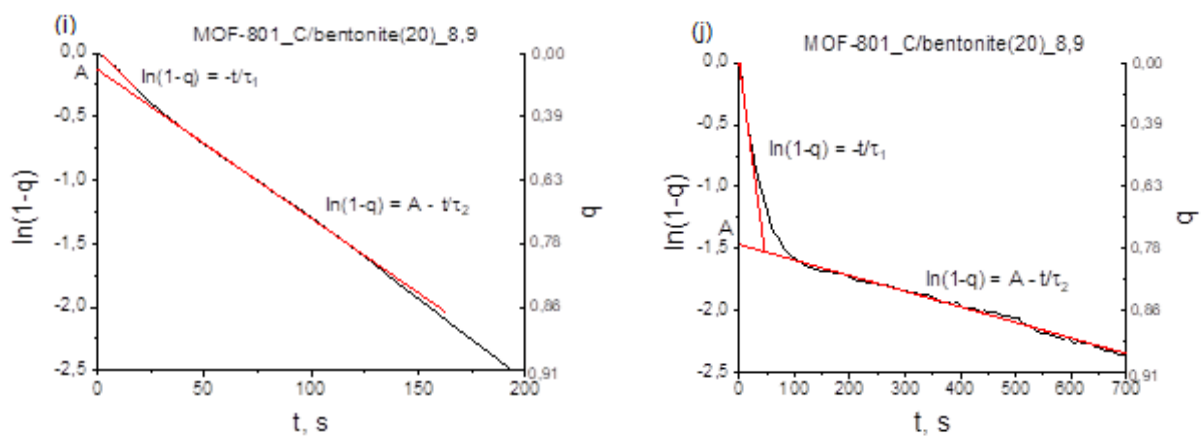 (i)
MOF-801_C/bentonite(20)_8,9
0,0
A
-0,5
-1,0
-1,5
-2,0
-2,5
ln(1-q)
ln(1-q) = -t/τ1
ln(1-q) = A - t/τ2
0,00
0,39
0,63
0,78
0,86
0,91
q
0
50
100
150
200
t, s
(j)
MOF-801_C/bentonite(20)_8,9
0,0
-0,5
-1,0
A
-1,5
-2,0
-2,5
ln(1-q)
ln(1-q) = -t/τ1
ln(1-q) = A - t/τ2
0,00
0,39
0,63
0,78
0,86
0,91
q
0
100
200
300
400
500
600
700
t, s